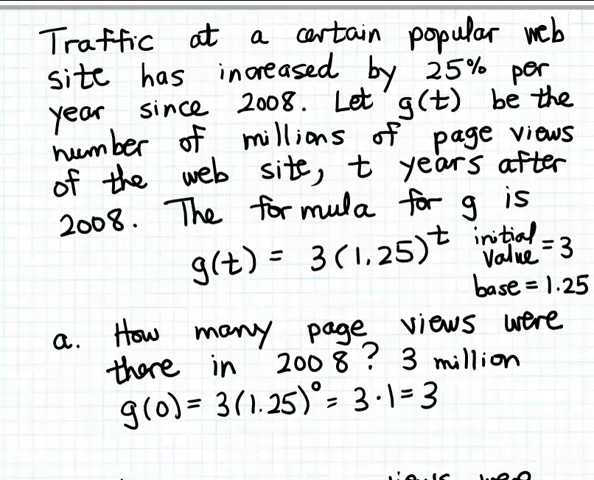 Traffic at a certain popular web
site has increased by 25% per
year since 2008. Let g(t) be the
number of millions of page views
of the web site, t years after
2008. The formula for g is
g(t) = 3(1.25)^t initial value = 3
base = 1.25
a. How many page views were
there in 2008? 3 million
g(0) = 3(1.25)⁰ = 3·1 = 3
views were